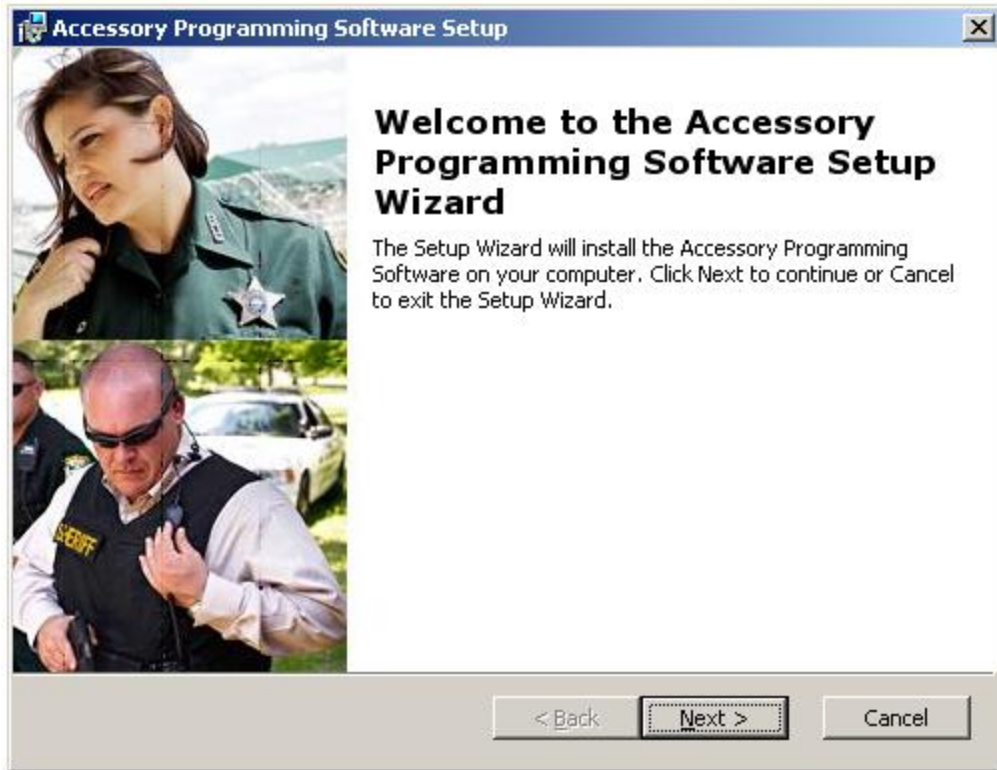 Accessory Programming Software Setup
Welcome to the Accessory
Programming Software Setup
Wizard
The Setup Wizard will install the Accessory Programming
Software on your computer. Click Next to continue or Cancel
to exit the Setup Wizard.
SHERIFF
< Back
Next >
Cancel